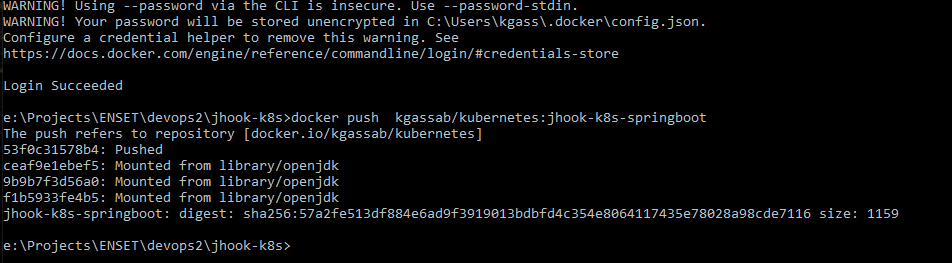 WARNING! Using --password via the CLI is insecure. Use --password-stdin.
WARNING! Your password will be stored unencrypted in C:\Users\kgass\.docker\config.json.
Configure a credential helper to remove this warning. See
https://docs.docker.com/engine/reference/commandline/login/#credentials-store
Login Succeeded
e:\Projects\ENSET\devops2\jhook-k8s>docker push  kgassab/kubernetes:jhook-k8s-springboot
The push refers to repository [docker.io/kgassab/kubernetes]
53f0c31578b4: Pushed
ceaf9e1ebef5: Mounted from library/openjdk
9b9b7f3d56a0: Mounted from library/openjdk
f1b5933fe4b5: Mounted from library/openjdk
jhook-k8s-springboot: digest: sha256:57a2fe513df884e6ad9f3919013bdbfd4c354e8064117435e78028a98cde7116 size: 1159
e:\Projects\ENSET\devops2\jhook-k8s>